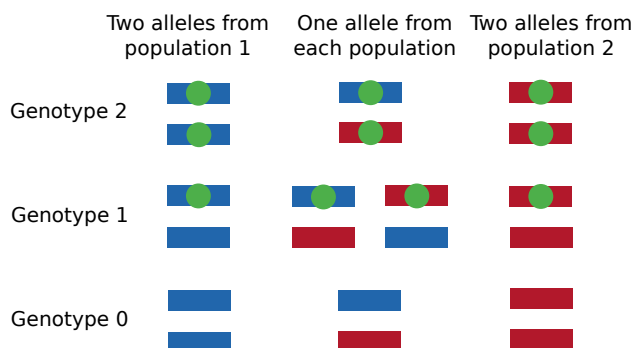 Two alleles from
population 1
One allele from
each population
Two alleles from
population 2
Genotype 2
Genotype 1
Genotype 0